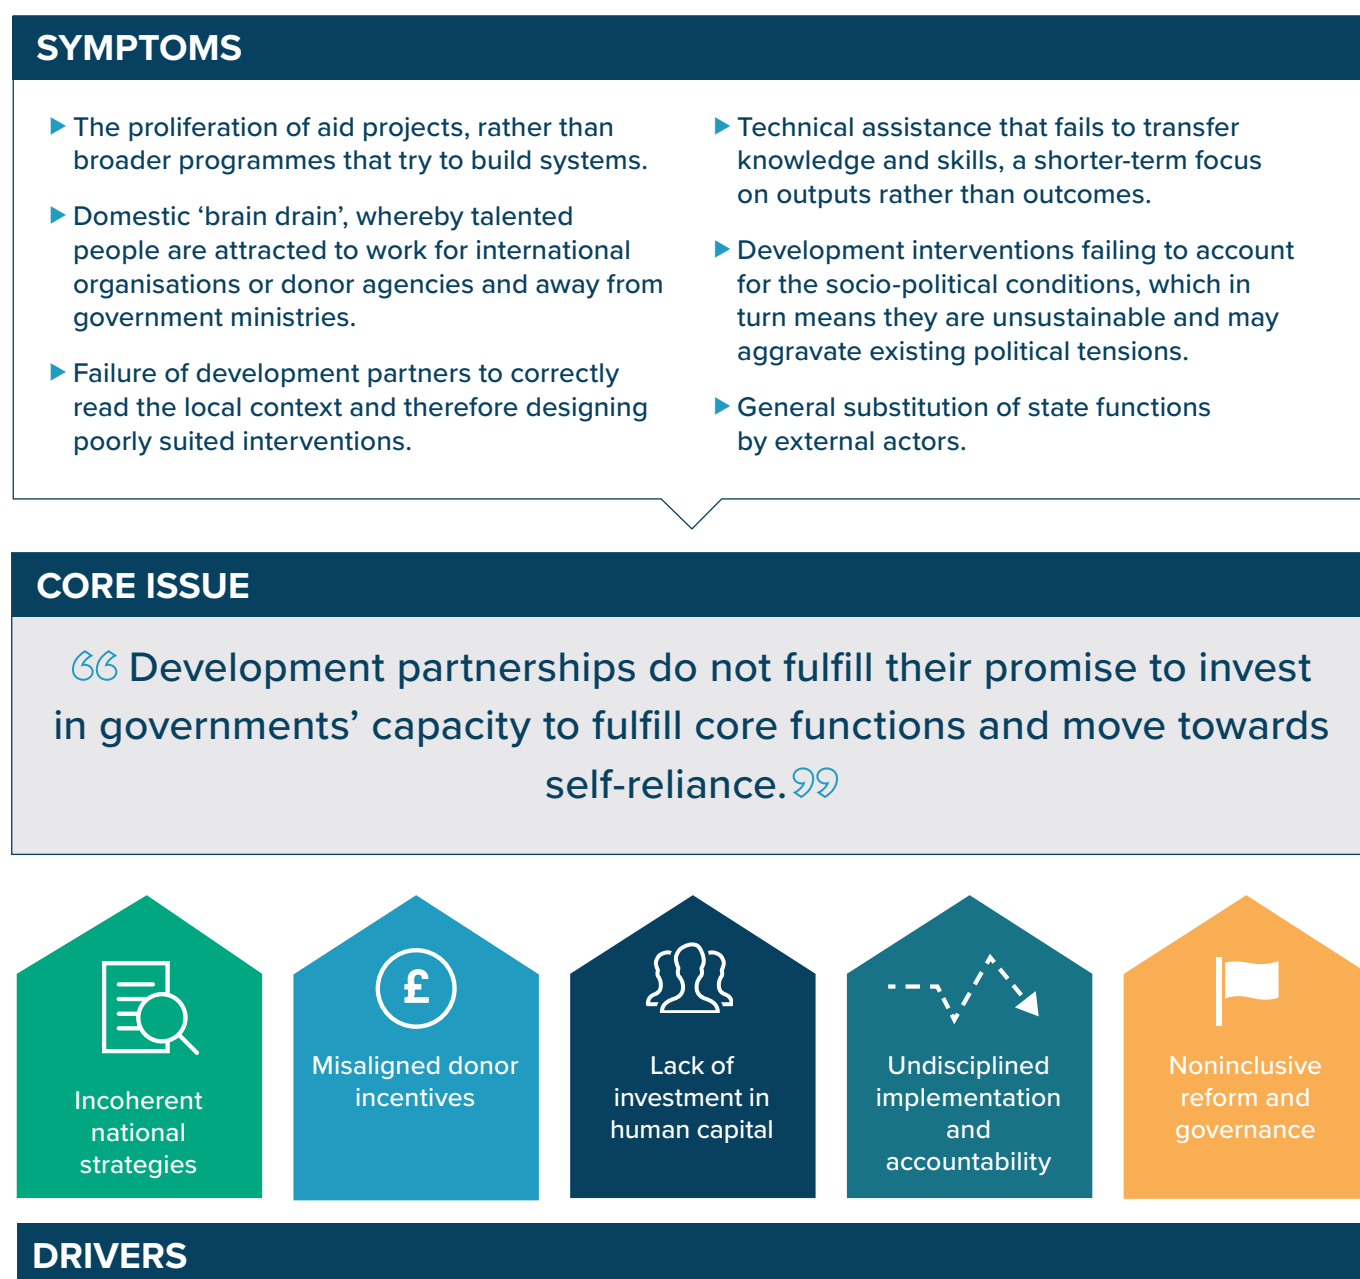 SYMPTOMS
The proliferation of aid projects, rather than
broader programmes that try to build systems.
Domestic ‘brain drain’, whereby talented
people are attracted to work for international
organisations or donor agencies and away from
government ministries.
Failure of development partners to correctly
read the local context and therefore designing
poorly suited interventions.
Technical assistance that fails to transfer
knowledge and skills, a shorter-term focus
on outputs rather than outcomes.
Development interventions failing to account
for the socio-political conditions, which in
turn means they are unsustainable and may
aggravate existing political tensions.
General substitution of state functions
by external actors.
CORE ISSUE
“Development partnerships do not fulfill their promise to invest
in governments’ capacity to fulfill core functions and move towards
self-reliance.”
Incoherent
national
strategies
£
Misaligned donor
incentives
Lack of
investment in
human capital
Undisciplined
implementation
and
accountability
Noninclusive
reform and
governance
DRIVERS